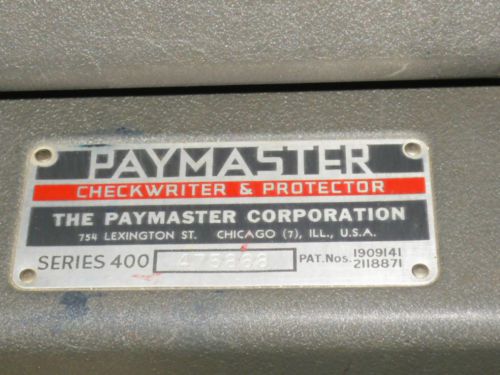 PAYMASTER
CHECKWRITER & PROTECTOR
THE PAYMASTER CORPORATION
754 LEXINGTON ST. CHICAGO (7), ILL., U.S.A.
SERIES 400 PAT. Nos. 1909141
2118871